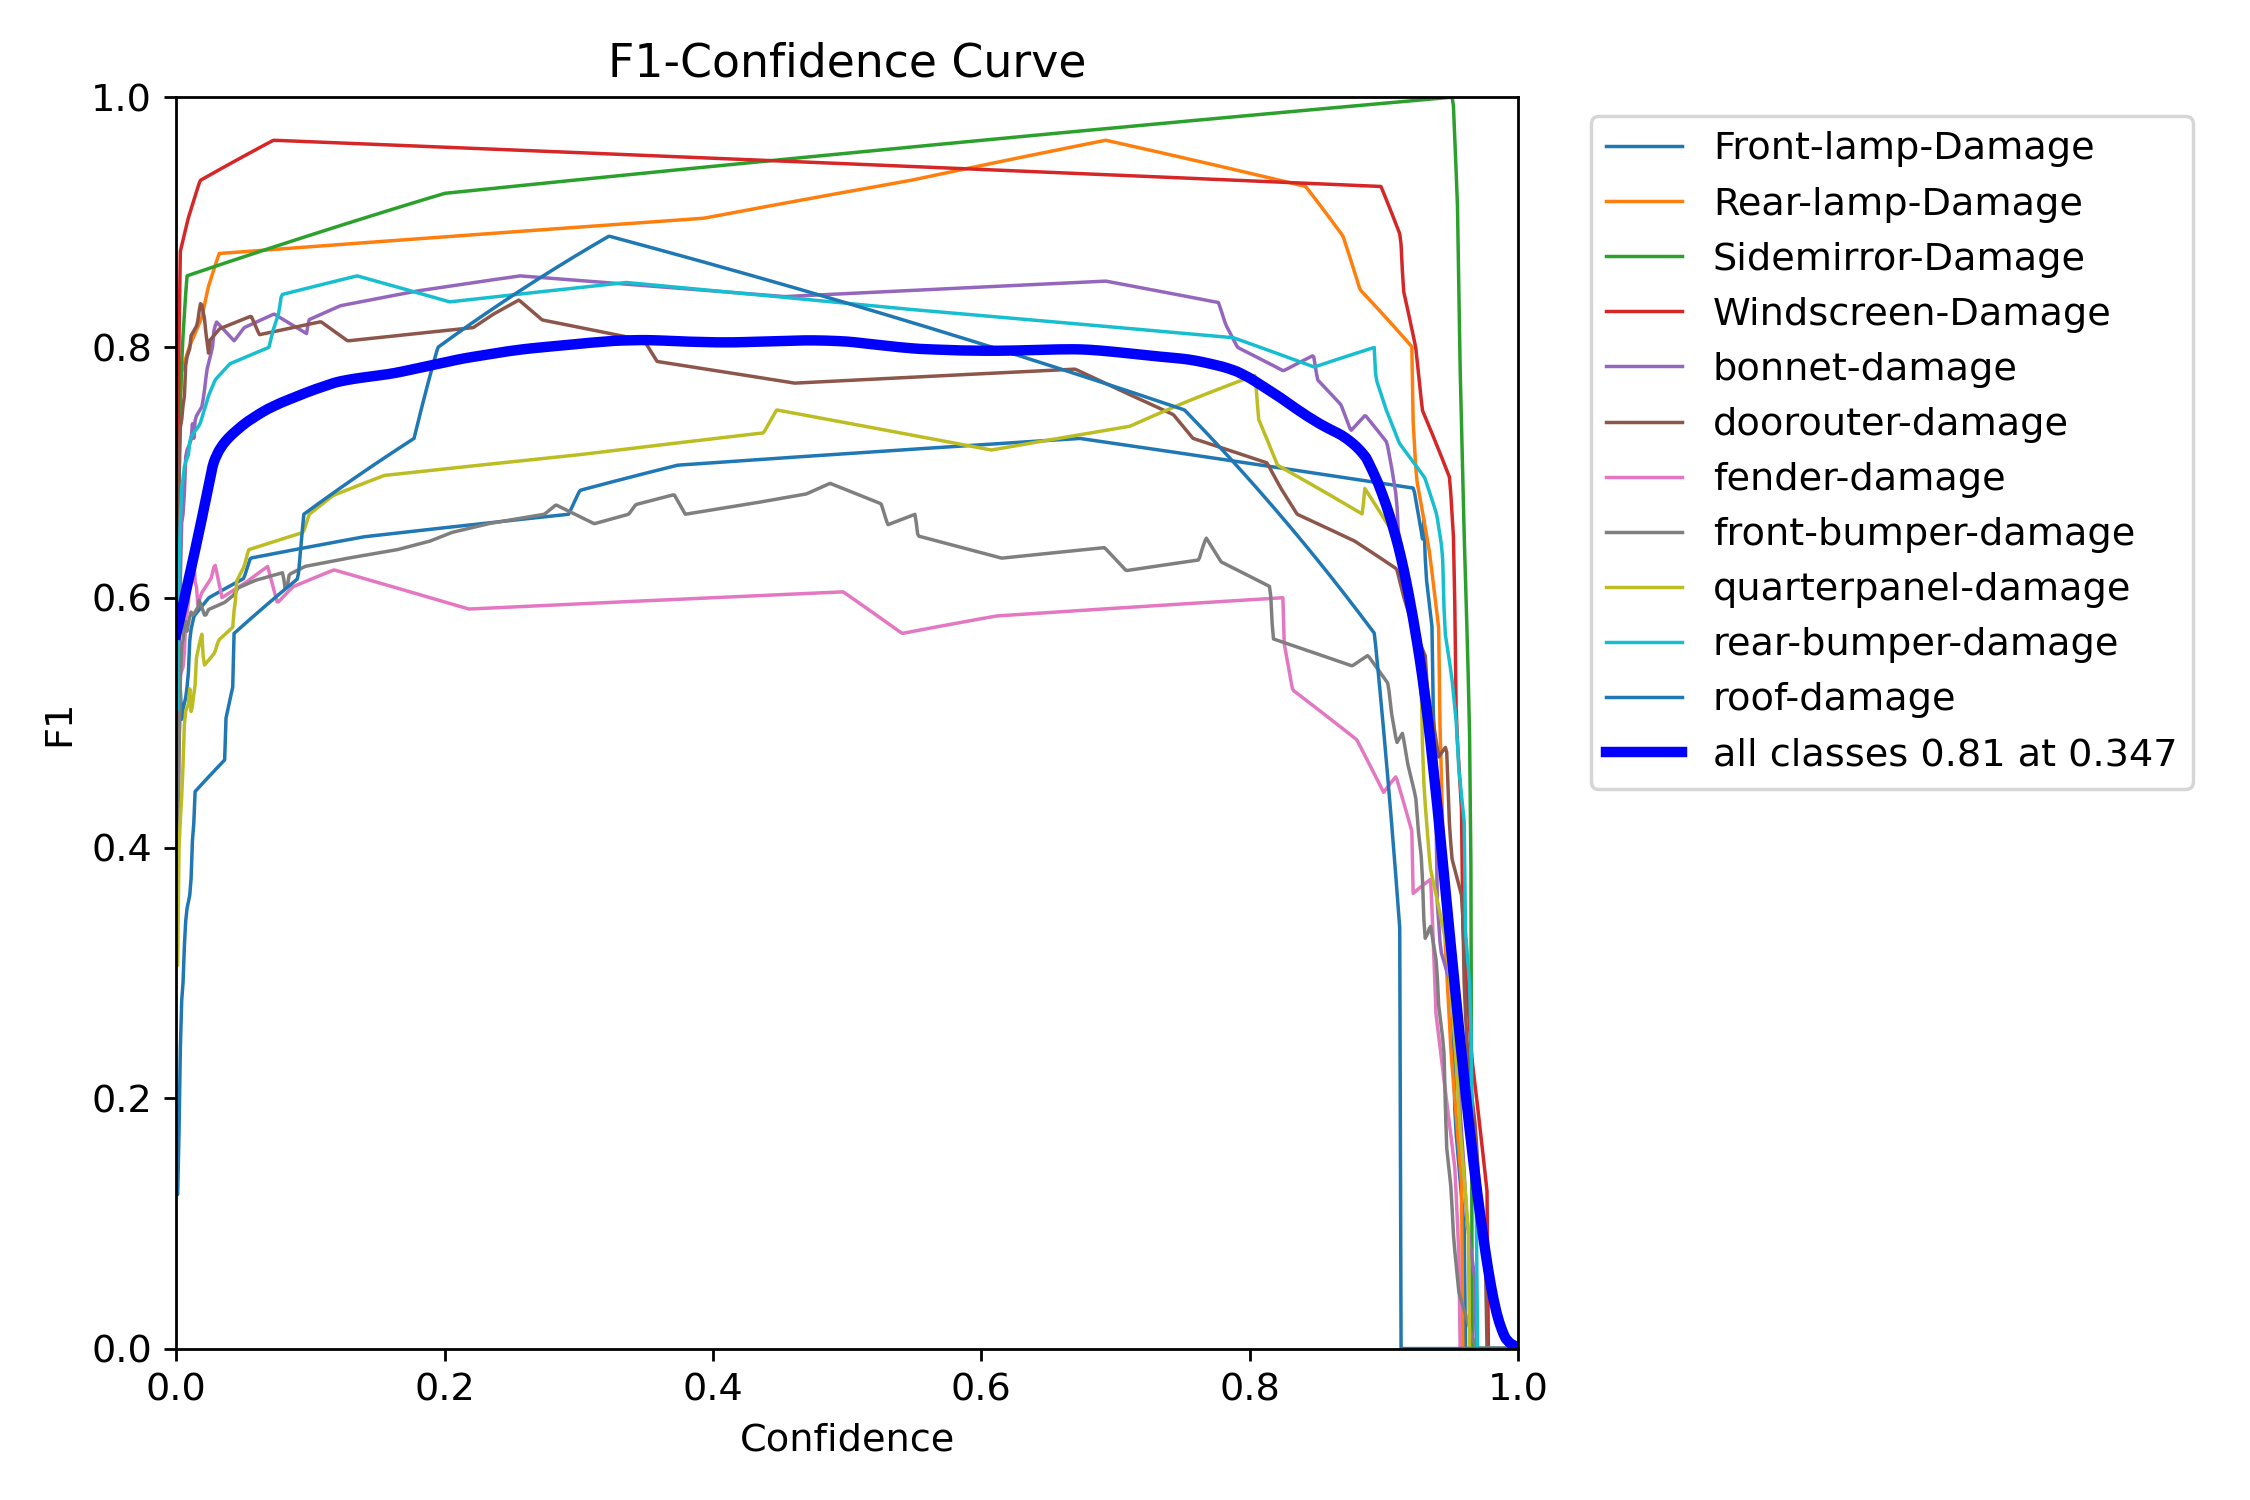 F1-Confidence Curve
1.0
0.8
0.6
0.4
0.2
0.0
F1
0.0 0.2 0.4 0.6 0.8 1.0
Confidence
Front-lamp-Damage
Rear-lamp-Damage
Sidemirror-Damage
Windscreen-Damage
bonnet-damage
doorouter-damage
fender-damage
front-bumper-damage
quarterpanel-damage
rear-bumper-damage
roof-damage
all classes 0.81 at 0.347